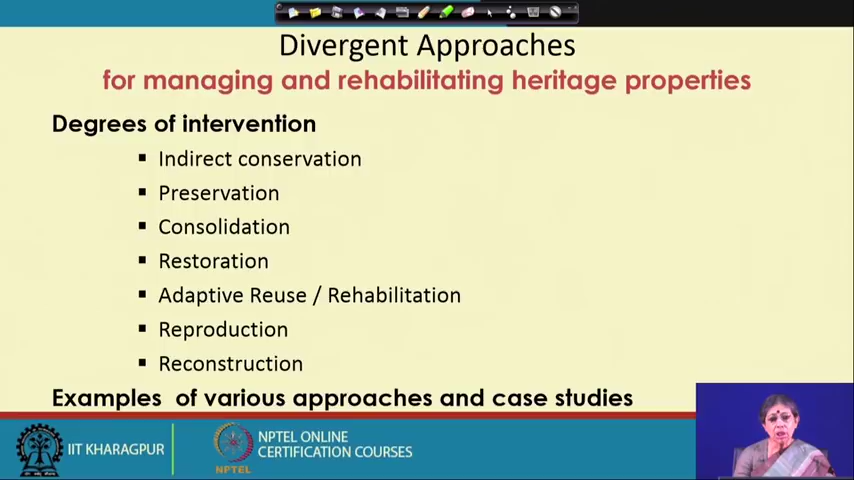 Divergent Approaches
for managing and rehabilitating heritage properties
Degrees of intervention
▪ Indirect conservation
▪ Preservation
▪ Consolidation
▪ Restoration
▪ Adaptive Reuse / Rehabilitation
▪ Reproduction
▪ Reconstruction
Examples of various approaches and case studies
IIT KHARAGPUR
NPTEL
NPTEL ONLINE
CERTIFICATION COURSES